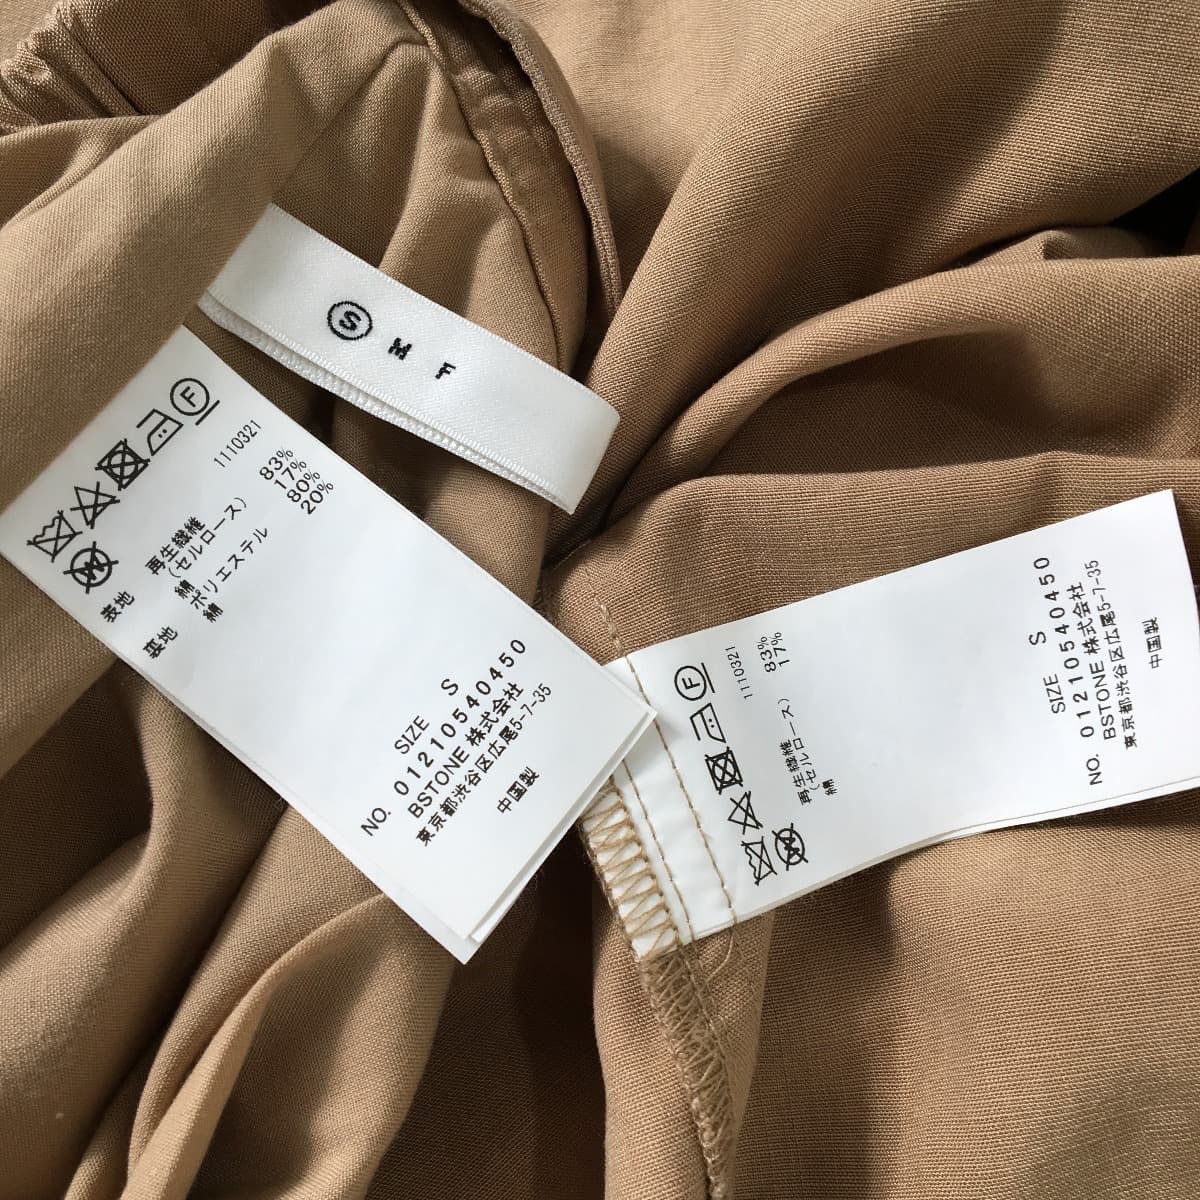 S M F
F
W
1110321
表地
再生繊維 83%
(セルロース)
絹 17%
裏地
ポリエステル 80%
絹 20%
SIZE S
NO. 01210540450
BSTONE 株式会社
東京都渋谷区広尾5-7-35
中国製
F
W
1110321
再生繊維 83%
(セルロース)
絹 17%
SIZE S
NO. 01210540450
BSTONE 株式会社
東京都渋谷区広尾5-7-35
中国製